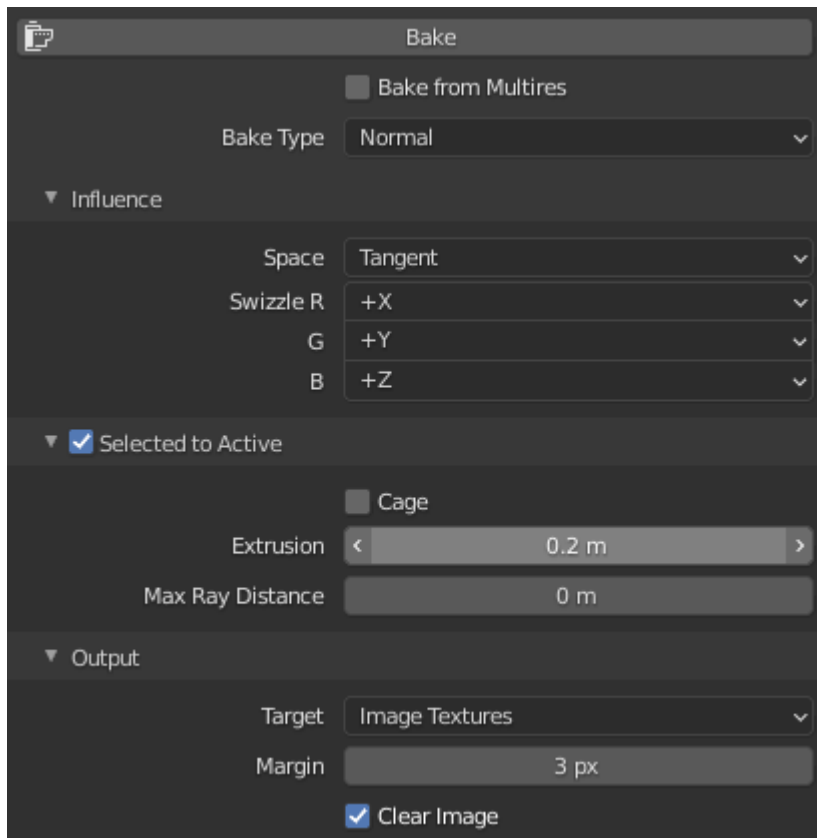 Bake
Bake from Multires
Bake Type Normal
Influence
Space Tangent
Swizzle R +X
G +Y
B +Z
Selected to Active
Cage
Extrusion 0.2 m
Max Ray Distance 0 m
Output
Target Image Textures
Margin 3 px
Clear Image